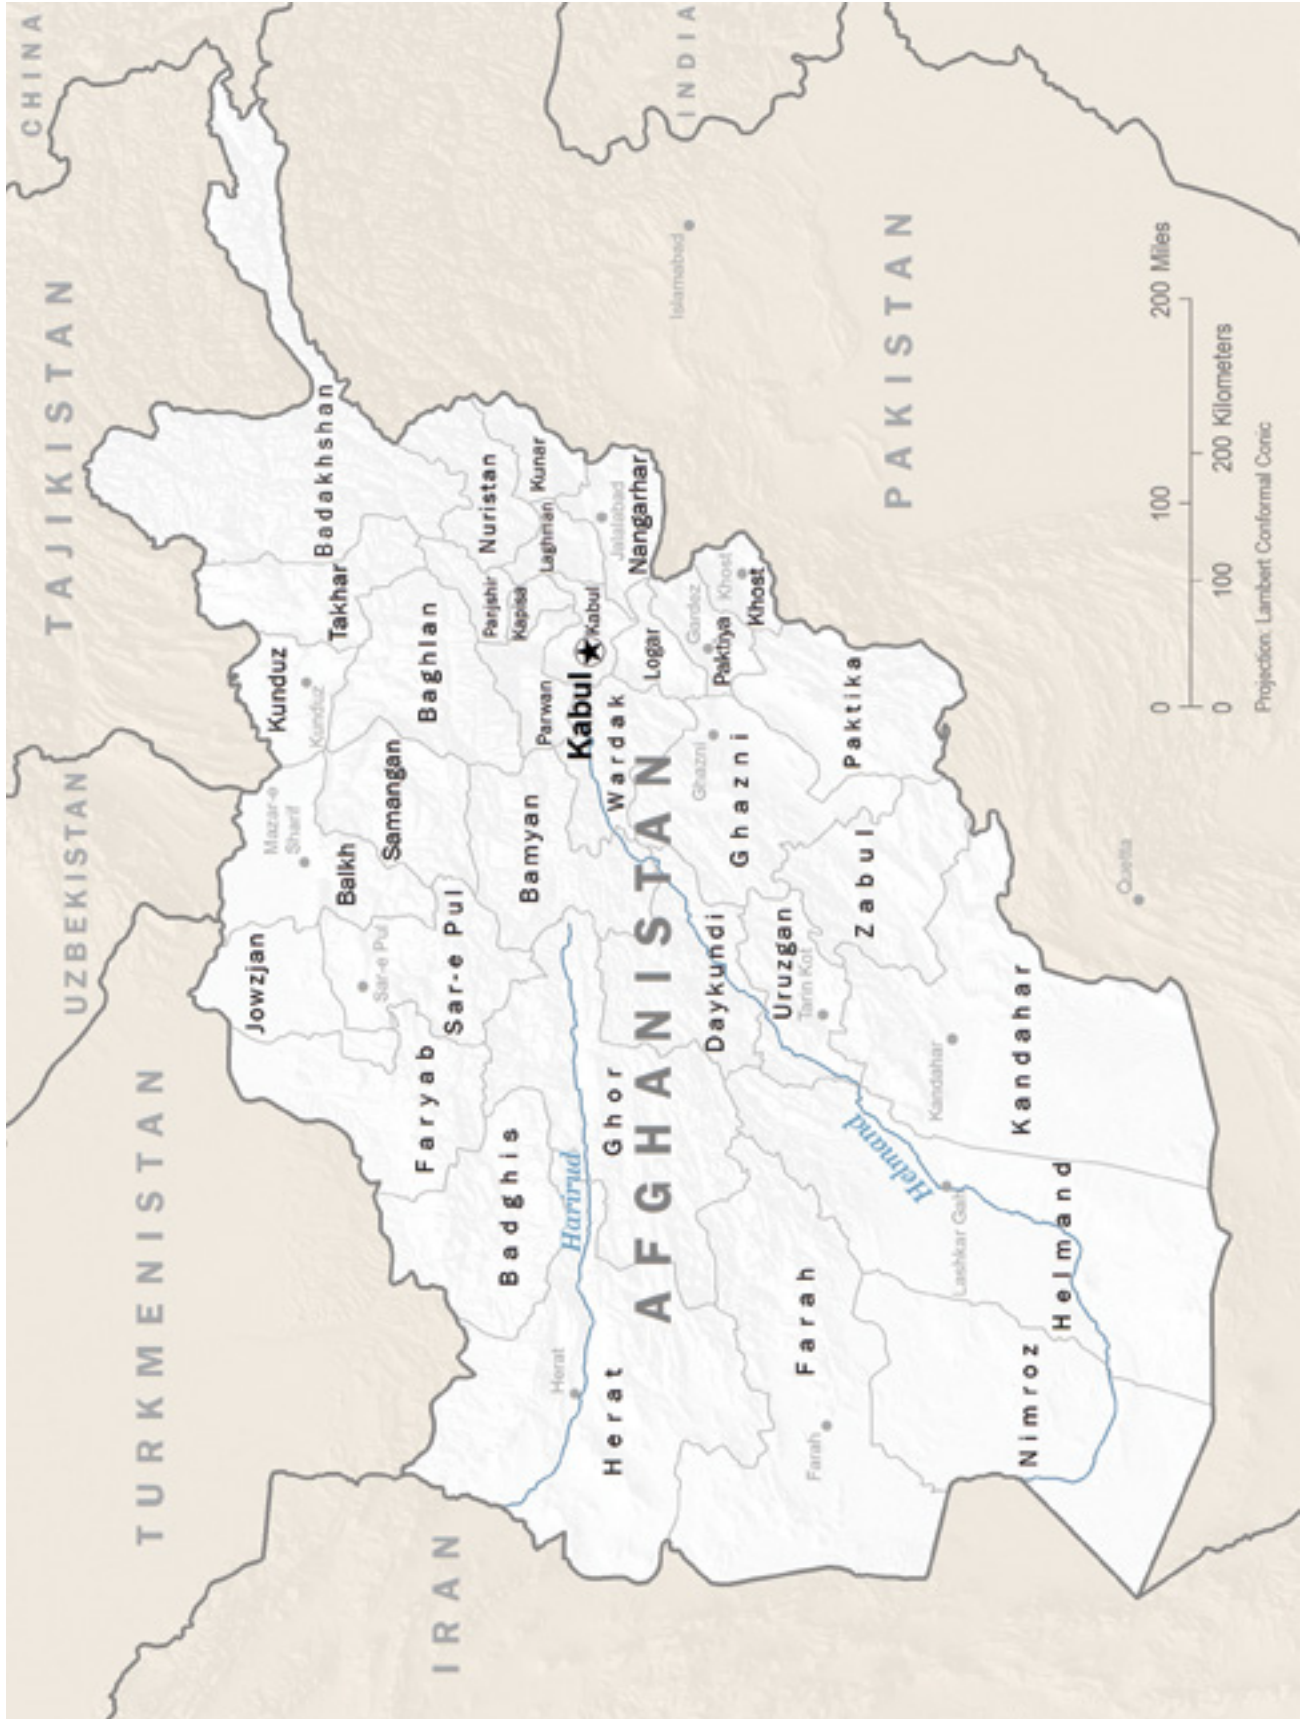 CHINA
TAJIKISTAN
UZBEKISTAN
TURKMENISTAN
IRAN
INDIA
PAKISTAN
AFGHANISTAN
Badakhshan
Takhar
Kunduz
Kunduz
Mazar-e
Sharif
Balkh
Jowzjan
Samangan
Baghlan
Sar-e Pul
Sar-e Pul
Faryab
Badghis
Nuristan
Kunar
Laghman
Panjshir
Kapisa
Parwan
Kabul
Kabul
Jalalabad
Nangarhar
Logar
Wardak
Bamyan
Harirud
Ghor
Herat
Herat
Gardez
Paktiya
Khost
Khost
Ghazni
Ghazni
Paktika
Daykundi
Uruzgan
Tarin Kot
Zabul
Farah
Farah
Helmand
Kandahar
Kandahar
Lashkar Gah
Helmand
Nimroz
Islamabad
Quetta
0 100 200 Miles
0 100 200 Kilometers
Projection: Lambert Conformal Conic